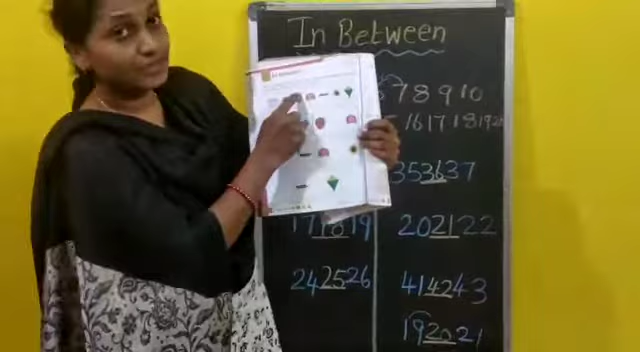 In Between
7 8 9 10
16 17 18 19 20
35 36 37
17 18 19
20 21 22
24 25 26
41 42 43
19 20 21